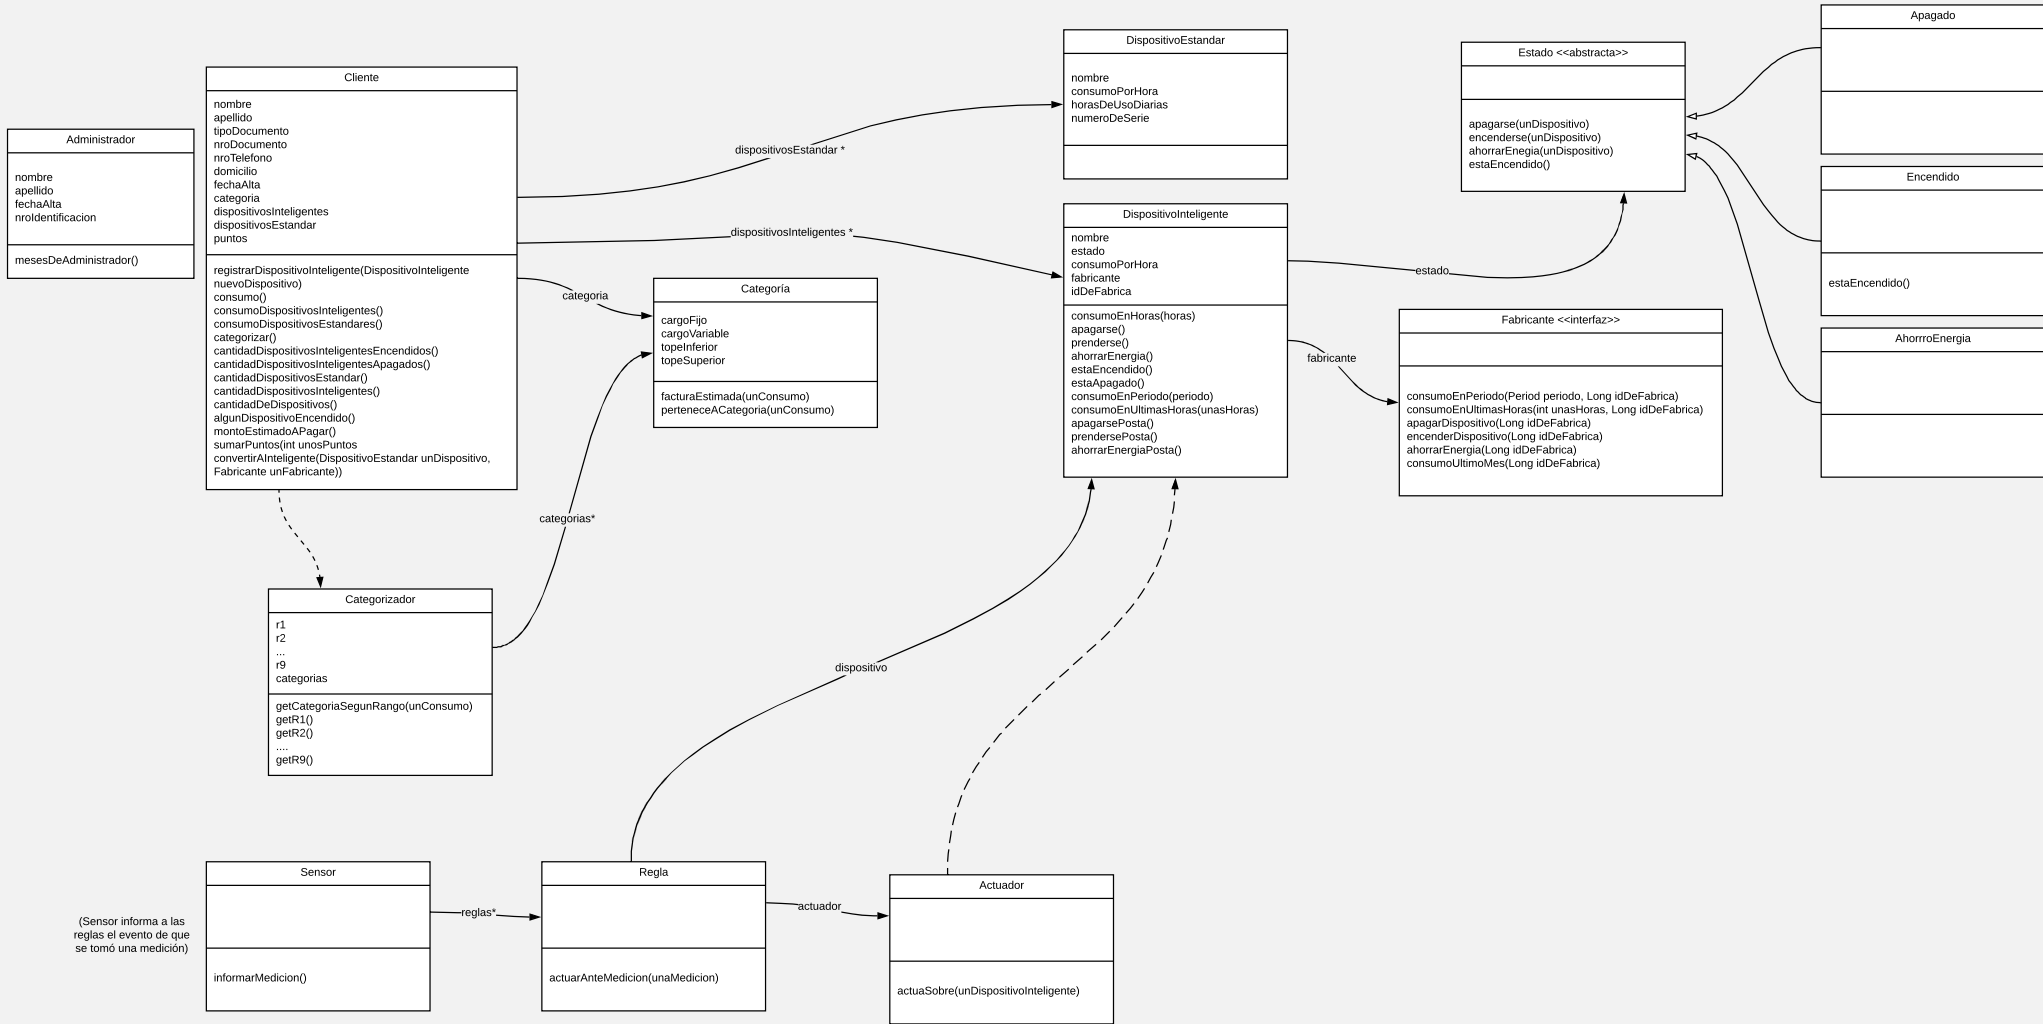 Administrador
nombre
apellido
fechaAlta
nroIdentificacion
mesesDeAdministrador()
Cliente
nombre
apellido
tipoDocumento
nroDocumento
nroTelefono
domicilio
fechaAlta
categoria
dispositivosInteligentes
dispositivosEstandar
puntos
registrarDispositivoInteligente(DispositivoInteligente
nuevoDispositivo)
consumo()
consumoDispositivosInteligentes()
consumoDispositivosEstandares()
categorizar()
cantidadDispositivosInteligentesEncendidos()
cantidadDispositivosInteligentesApagados()
cantidadDispositivosEstandar()
cantidadDispositivosInteligentes()
cantidadDeDispositivos()
algunDispositivoEncendido()
montoEstimadoAPagar()
sumarPuntos(int unosPuntos
convertirAInteligente(DispositivoEstandar unDispositivo,
Fabricante unFabricante))
dispositivosEstandar *
dispositivosInteligentes *
categoria
Categoría
cargoFijo
cargoVariable
topeInferior
topeSuperior
facturaEstimada(unConsumo)
perteneceACategoria(unConsumo)
categorias*
DispositivoEstandar
nombre
consumoPorHora
horasDeUsoDiarias
numeroDeSerie
DispositivoInteligente
nombre
estado
consumoPorHora
fabricante
idDeFabrica
consumoEnHoras(horas)
apagarse()
prenderse()
ahorrarEnergia()
estaEncendido()
estaApagado()
consumoEnPeriodo(periodo)
consumoEnUltimasHoras(unasHoras)
apagarsePosta()
prendersePosta()
ahorrarEnergiaPosta()
estado
fabricante
Estado <<abstracta>>
apagarse(unDispositivo)
encenderse(unDispositivo)
ahorrarEnegia(unDispositivo)
estaEncendido()
Fabricante <<interfaz>>
consumoEnPeriodo(Period periodo, Long idDeFabrica)
consumoEnUltimasHoras(int unasHoras, Long idDeFabrica)
apagarDispositivo(Long idDeFabrica)
encenderDispositivo(Long idDeFabrica)
ahorrarEnergia(Long idDeFabrica)
consumoUltimoMes(Long idDeFabrica)
Apagado
Encendido
estaEncendido()
AhorrroEnergia
Categorizador
r1
r2
...
r9
categorias
getCategoriaSegunRango(unConsumo)
getR1()
getR2()
....
getR9()
dispositivo
(Sensor informa a las
reglas el evento de que
se tomó una medición)
Sensor
informarMedicion()
reglas*
Regla
actuarAnteMedicion(unaMedicion)
actuador
Actuador
actuaSobre(unDispositivoInteligente)